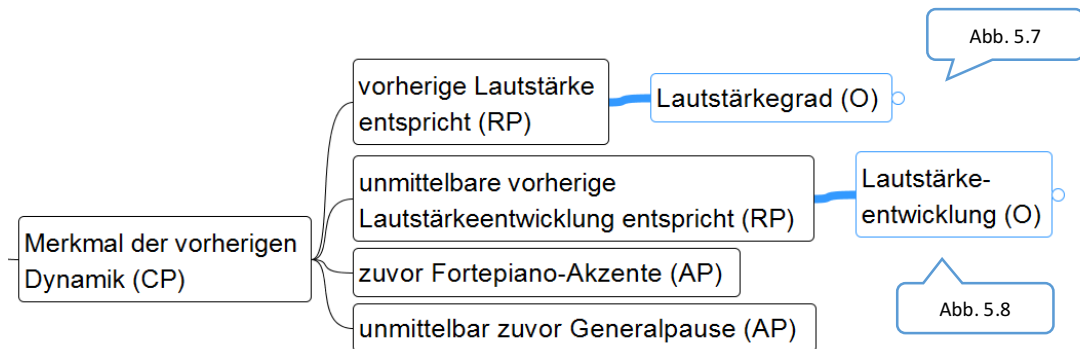 Abb. 5.7
vorherige Lautstärke
entspricht (RP)
Lautstärkegrad (O)
unmittelbare vorherige
Lautstärkeentwicklung entspricht (RP)
Lautstärke-
entwicklung (O)
Merkmal der vorherigen
Dynamik (CP)
zuvor Fortepiano-Akzente (AP)
Abb. 5.8
unmittelbar zuvor Generalpause (AP)